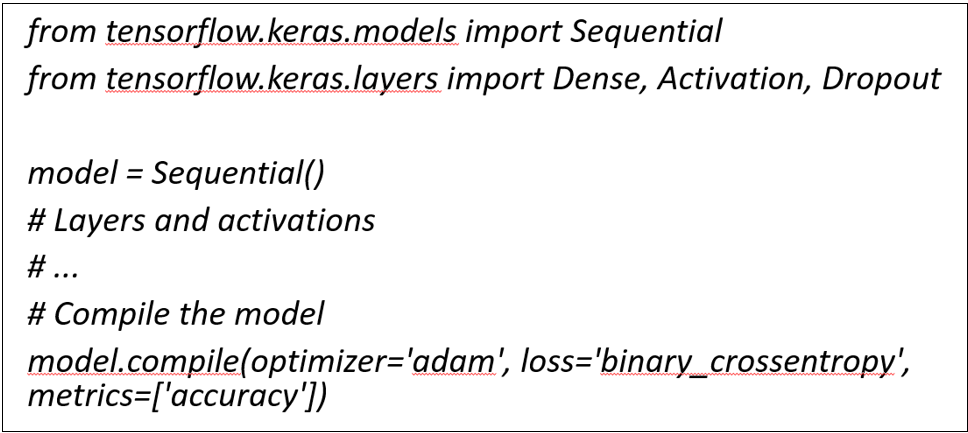 from tensorflow.keras.models import Sequential
from tensorflow.keras.layers import Dense, Activation, Dropout
model = Sequential()
# Layers and activations
# ...
# Compile the model
model.compile(optimizer='adam', loss='binary_crossentropy',
metrics=['accuracy'])